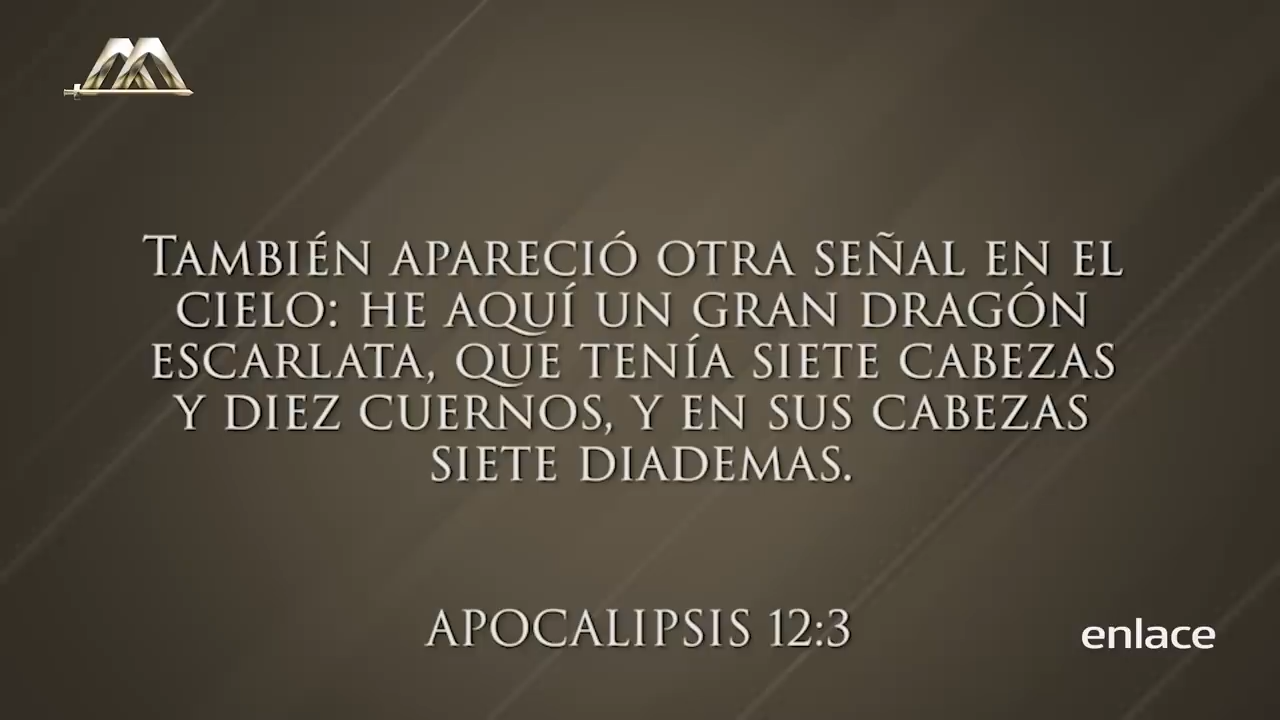 TAMBIÉN APARECIÓ OTRA SEÑAL EN EL
CIELO: HE AQUÍ UN GRAN DRAGÓN
ESCARLATA, QUE TENÍA SIETE CABEZAS
Y DIEZ CUERNOS, Y EN SUS CABEZAS
SIETE DIADEMAS.
APOCALIPSIS 12:3
enlace